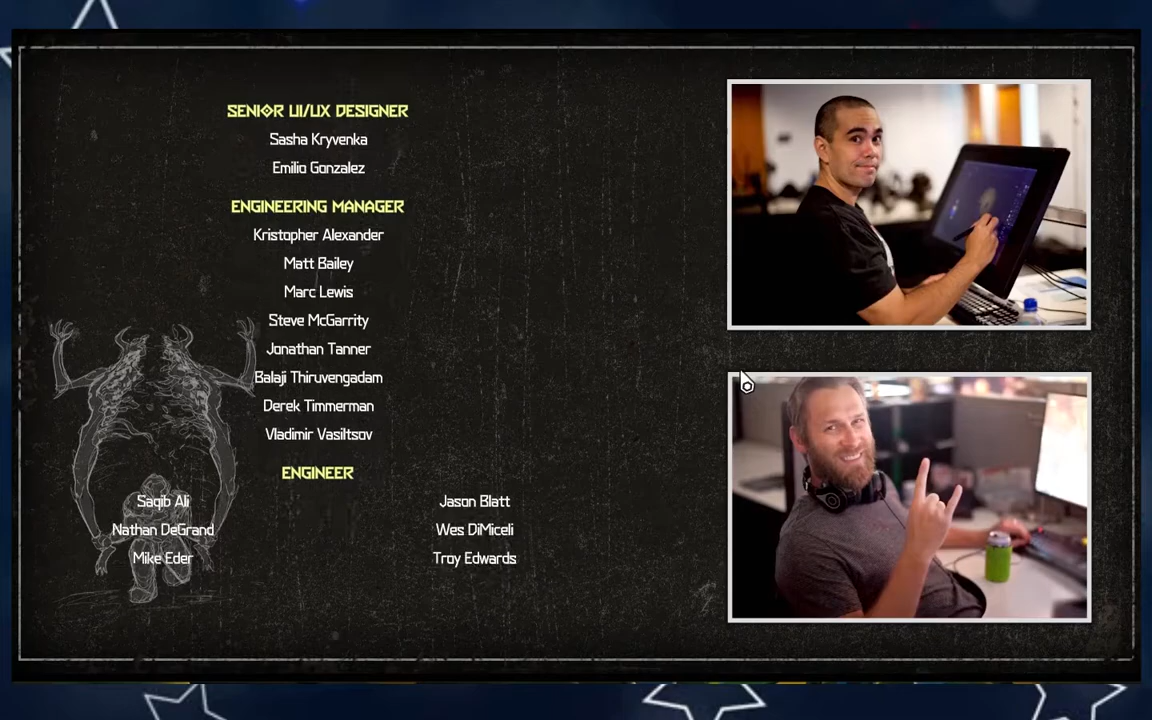 SENIOR UI/UX DESIGNER
Sasha Kryvenka
Emilio Gonzalez
ENGINEERING MANAGER
Kristopher Alexander
Matt Bailey
Marc Lewis
Steve McGarrity
Jonathan Tanner
Balaji Thiruvengadam
Derek Timmerman
Vladimir Vasiltsov
ENGINEER
Saqib Ali Jason Blatt
Nathan DeGrand Wes DiMiceli
Mike Eder Troy Edwards